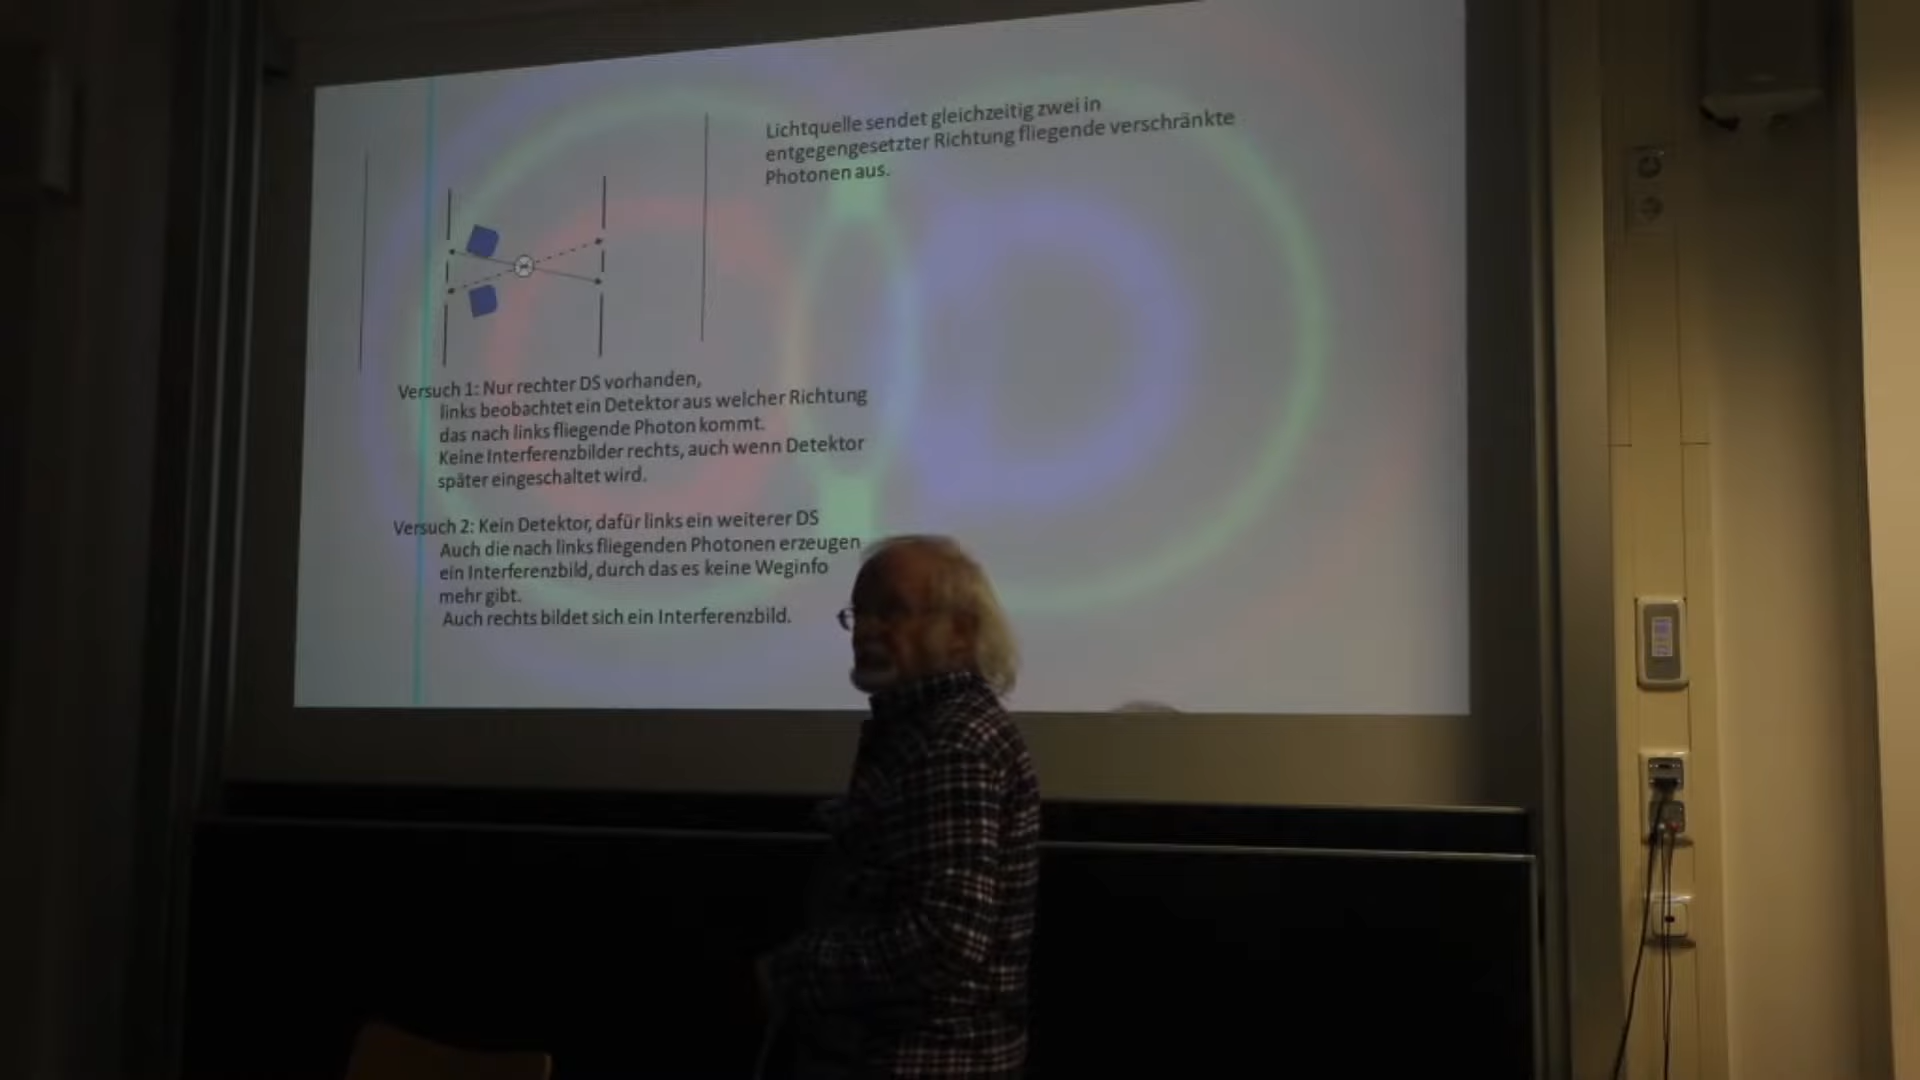 Lichtquelle sendet gleichzeitig zwei in
entgegengesetzter Richtung fliegende verschränkte
Photonen aus.
Versuch 1: Nur rechter DS vorhanden,
links beobachtet ein Detektor aus welcher Richtung
das nach links fliegende Photon kommt.
Keine Interferenzbilder rechts, auch wenn Detektor
später eingeschaltet wird.
Versuch 2: Kein Detektor, dafür links ein weiterer DS
Auch die nach links fliegenden Photonen erzeugen
ein Interferenzbild, durch das es keine Weginfo
mehr gibt.
Auch rechts bildet sich ein Interferenzbild.